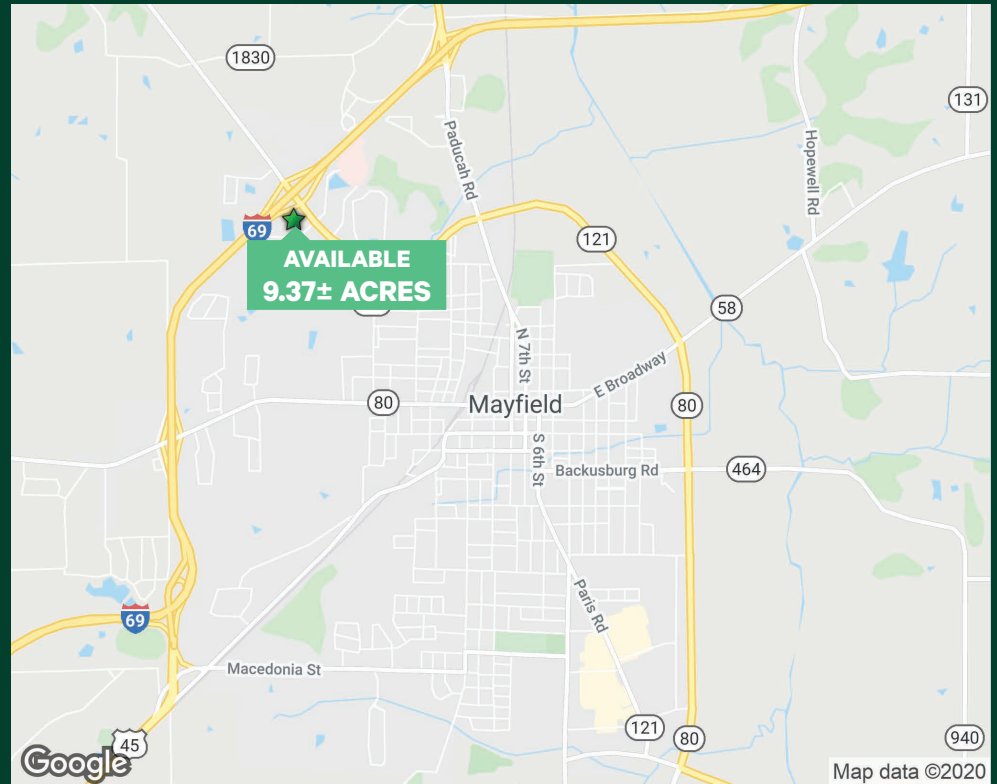 1830
131
Paducah Rd
Hopewell Rd
69
121
AVAILABLE
9.37± ACRES
58
N 7th St
E Broadway
80
Mayfield
80
S 6th St
Backusburg Rd
464
Paris Rd
69
Macedonia St
45
121
80
940
Google
Map data ©2020